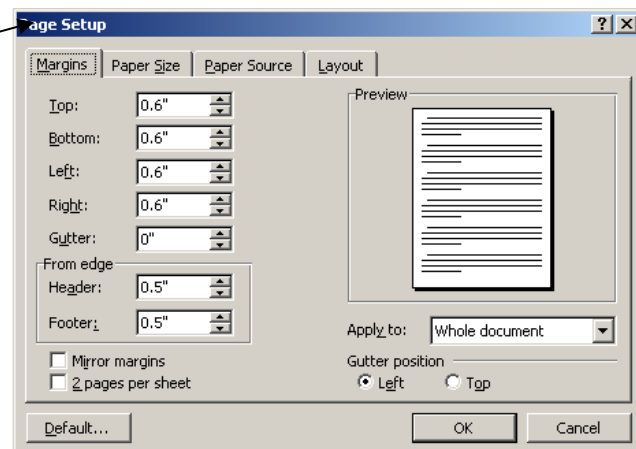 Page Setup
Margins Paper Size Paper Source Layout
Top: 0.6"
Bottom: 0.6"
Left: 0.6"
Right: 0.6"
Gutter: 0"
From edge
Header: 0.5"
Footer: 0.5"
Mirror margins
2 pages per sheet
Preview
Apply to: Whole document
Gutter position
Left Top
Default... OK Cancel